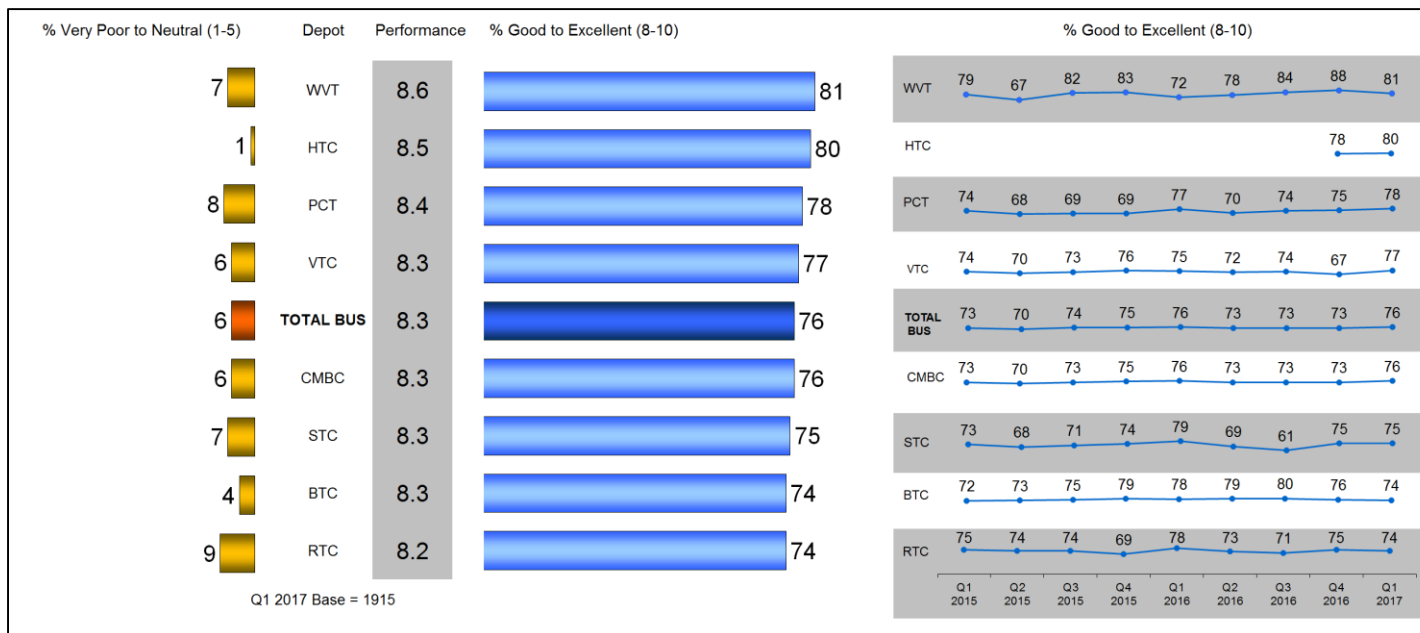 % Very Poor to Neutral (1-5) Depot Performance % Good to Excellent (8-10)
7 WVT 8.6 81
1 HTC 8.5 80
8 PCT 8.4 78
6 VTC 8.3 77
6 TOTAL BUS 8.3 76
6 CMBC 8.3 76
7 STC 8.3 75
4 BTC 8.3 74
9 RTC 8.2 74
Q1 2017 Base = 1915
% Good to Excellent (8-10)
WVT 79 67 82 83 72 78 84 88 81
HTC 78 80
PCT 74 68 69 69 77 70 74 75 78
VTC 74 70 73 76 75 72 74 67 77
TOTAL
BUS 73 70 74 75 76 73 73 73 76
CMBC 73 70 73 75 76 73 73 73 76
STC 73 68 71 74 79 69 61 75 75
BTC 72 73 75 79 78 79 80 76 74
RTC 75 74 74 69 78 73 71 75 74
Q1 Q2 Q3 Q4 Q1 Q2 Q3 Q4 Q1
2015 2015 2015 2015 2016 2016 2016 2016 2017